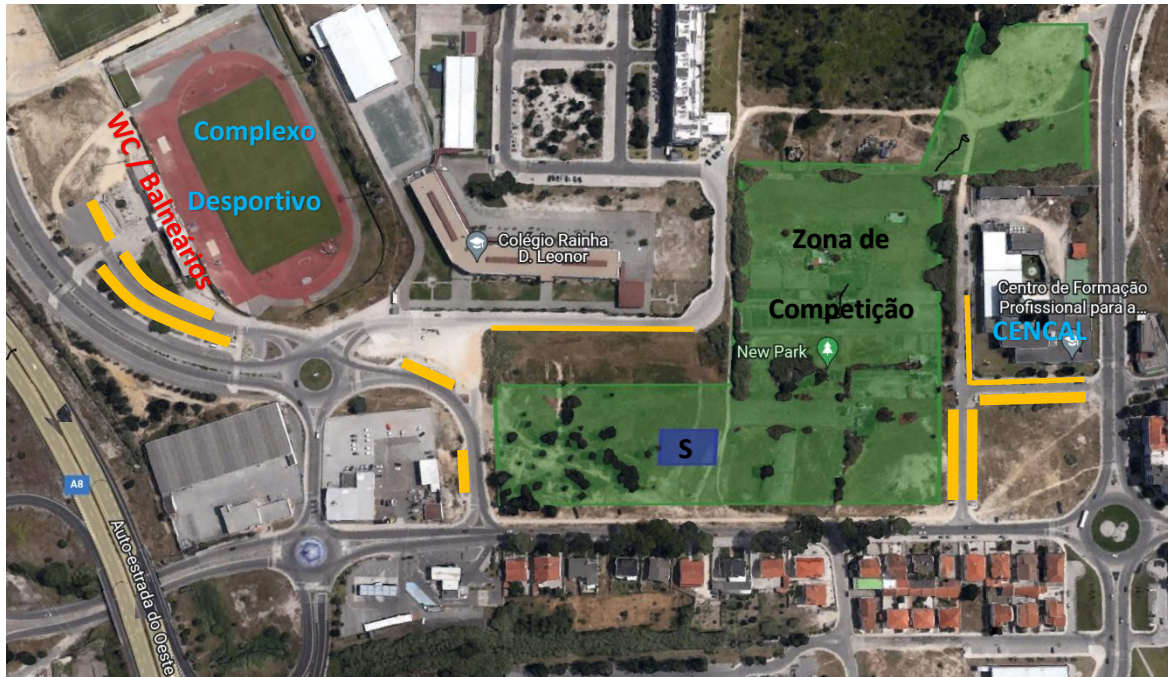 Complexo
Desportivo
WC / Balneários
Colégio Rainha
D. Leonor
Zona de
Competição
New Park
Centro de Formação
Profissional para a...
CENCAL
S
A8
Auto-estrada do Oeste